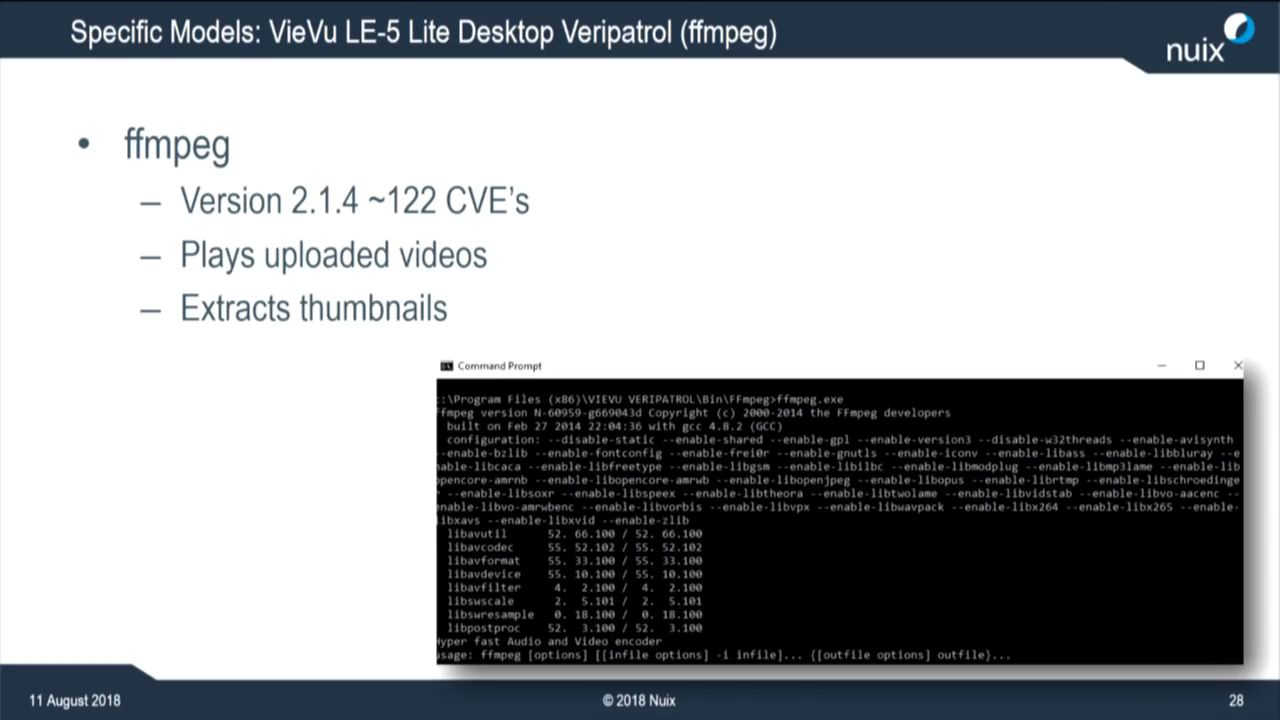 Specific Models: VieVu LE-5 Lite Desktop Veripatrol (ffmpeg)
nuix
• ffmpeg
– Version 2.1.4 ~122 CVE’s
– Plays uploaded videos
– Extracts thumbnails
Command Prompt
:\Program Files (x86)\VIEVU VERIPATROL\Bin\FFmpeg>ffmpeg.exe
ffmpeg version N-60959-g669043d Copyright (c) 2000-2014 the FFmpeg developers
built on Feb 27 2014 22:04:36 with gcc 4.8.2 (GCC)
configuration: --disable-static --enable-shared --enable-gpl --enable-version3 --disable-w32threads --enable-avisynth
--enable-bzlib --enable-fontconfig --enable-frei0r --enable-gnutls --enable-iconv --enable-libass --enable-libbluray --e
nable-libcaca --enable-libfreetype --enable-libgsm --enable-libilbc --enable-libmodplug --enable-libmp3lame --enable-lib
opencore-amrnb --enable-libopencore-amrwb --enable-libopenjpeg --enable-libopus --enable-librtmp --enable-libschroedinge
r --enable-libsoxr --enable-libspeex --enable-libtheora --enable-libtwolame --enable-libvidstab --enable-libvo-aacenc --
enable-libvo-amrwbenc --enable-libvorbis --enable-libvpx --enable-libwavpack --enable-libx264 --enable-libx265 --enable-
libxavs --enable-libxvid --enable-zlib
libavutil 52. 66.100 / 52. 66.100
libavcodec 55. 52.102 / 55. 52.102
libavformat 55. 33.100 / 55. 33.100
libavdevice 55. 10.100 / 55. 10.100
libavfilter 4. 2.100 / 4. 2.100
libswscale 2. 5.101 / 2. 5.101
libswresample 0. 18.100 / 0. 18.100
libpostproc 52. 3.100 / 52. 3.100
Hyper fast Audio and Video encoder
usage: ffmpeg [options] [[infile options] -i infile]... {[outfile options] outfile}...
11 August 2018
© 2018 Nuix
28